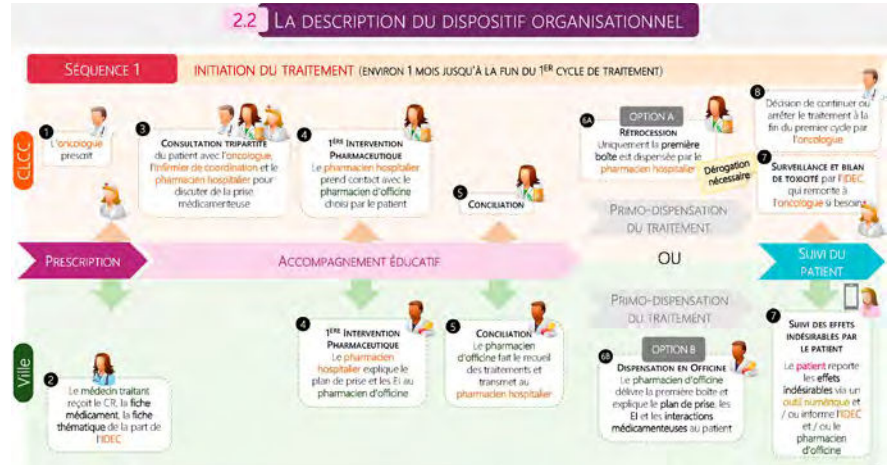 2.2 LA DESCRIPTION DU DISPOSITIF ORGANISATIONNEL
SÉQUENCE 1
INITIATION DU TRAITEMENT (ENVIRON 1 MOIS JUSQU'À LA FUN DU 1ER CYCLE DE TRAITEMENT)
CLCC
1
L'oncologue
prescrit
3
CONSULTATION TRIPARTITE
du patient avec l'oncologue,
l'infirmier de coordination et le
pharmacien hospitalier pour
discuter de la prise
médicamenteuse
4
1ÈRE INTERVENTION
PHARMACEUTIQUE
Le pharmacien hospitalier
prend contact avec le
pharmacien d'officine
choisi par le patient
5
CONCILIATION
6A
OPTION A
RÉTROCESSION
Uniquement la première
boîte est dispensée par le
pharmacien hospitalier
Dérogation
nécessaire
PRIMO-DISPENSATION
DU TRAITEMENT
8
Décision de continuer ou
arrêter le traitement à la
fin du premier cycle par
l'oncologue
7
SURVEILLANCE ET BILAN
DE TOXICITÉ par l'IDEC,
qui remonte à
l'oncologue si besoin
PRESCRIPTION
ACCOMPAGNEMENT ÉDUCATIF
OU
SUIVI DU
PATIENT
Ville
2
Le médecin traitant
reçoit le CR, la fiche
médicament, la fiche
thématique de la part de
l'IDEC
4
1ERE INTERVENTION
PHARMACEUTIQUE
Le pharmacien
hospitalier explique le
plan de prise et les EI au
pharmacien d'officine
5
CONCILIATION
Le pharmacien
d'officine fait le recueil
des traitements et
transmet au
pharmacien hospitalier
PRIMO-DISPENSATION
DU TRAITEMENT
OPTION B
6B
DISPENSATION EN OFFICINE
Le pharmacien d'officine
délivre la première boîte et
explique le plan de prise, les
EI et les interactions
médicamenteuses au patient
7
SUIVI DES EFFETS
INDÉSIRABLES PAR
LE PATIENT
Le patient reporte
les effets
indésirables via un
outil numérique et
/ ou informe l'IDEC
et / ou le
pharmacien
d'officine